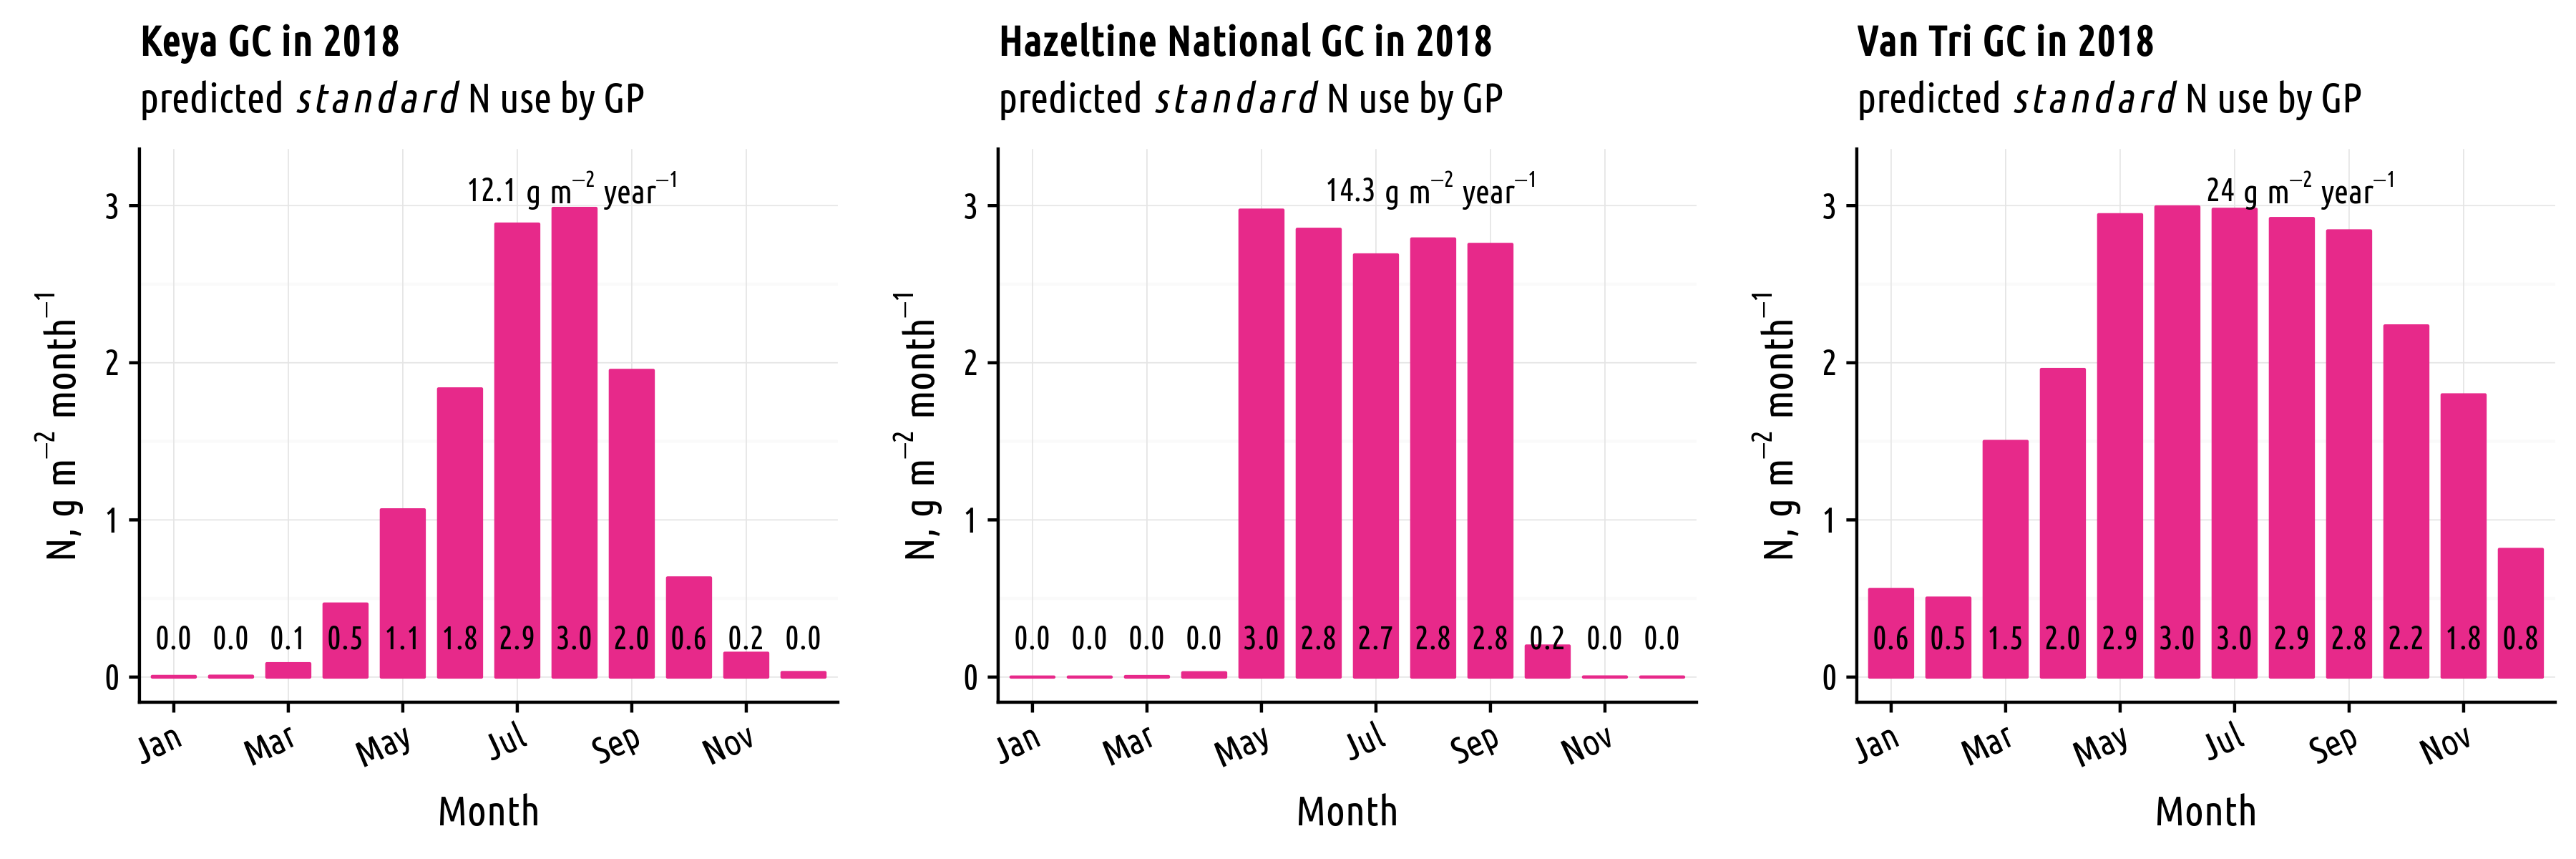 Keya GC in 2018
predicted standard N use by GP
12.1 g m⁻² year⁻¹
N, g m⁻² month⁻¹
3
2
1
0
0.0 0.0 0.1 0.5 1.1 1.8 2.9 3.0 2.0 0.6 0.2 0.0
Jan Mar May Jul Sep Nov
Month
Hazeltine National GC in 2018
predicted standard N use by GP
14.3 g m⁻² year⁻¹
N, g m⁻² month⁻¹
3
2
1
0
0.0 0.0 0.0 0.0 3.0 2.8 2.7 2.8 2.8 0.2 0.0 0.0
Jan Mar May Jul Sep Nov
Month
Van Tri GC in 2018
predicted standard N use by GP
24 g m⁻² year⁻¹
N, g m⁻² month⁻¹
3
2
1
0
0.6 0.5 1.5 2.0 2.9 3.0 3.0 2.9 2.8 2.2 1.8 0.8
Jan Mar May Jul Sep Nov
Month